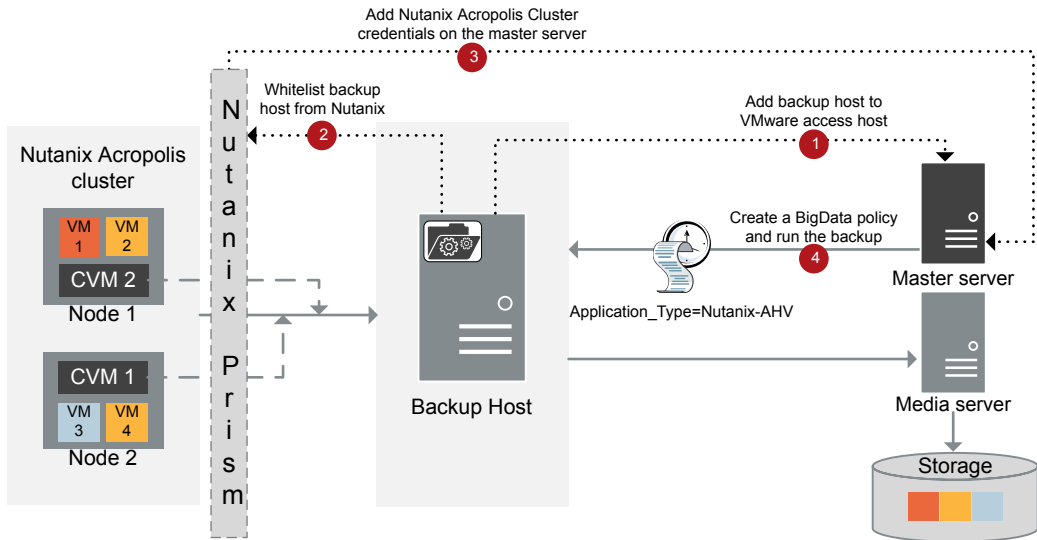 Add Nutanix Acropolis Cluster
credentials on the master server
3
Whitelist backup
host from Nutanix
2
Add backup host to
VMware access host
1
Nutanix Acropolis
cluster
VM
1
VM
2
CVM 2
Node 1
CVM 1
VM
3
VM
4
Node 2
Nutanix Prism
Backup Host
Create a BigData policy
and run the backup
4
Application_Type=Nutanix-AHV
Master server
Media server
Storage